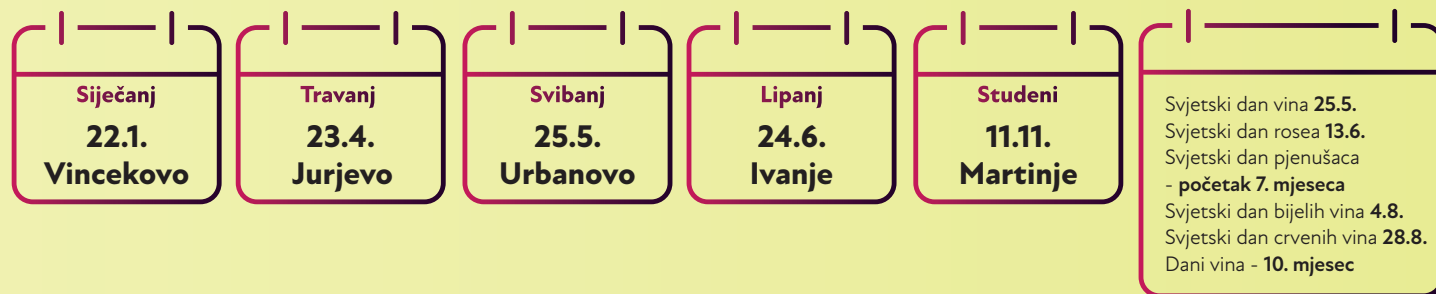 Siječanj
22.1.
Vincekovo
Travanj
23.4.
Jurjevo
Svibanj
25.5.
Urbanovo
Lipanj
24.6.
Ivanje
Studeni
11.11.
Martinje
Svjetski dan vina 25.5.
Svjetski dan rosea 13.6.
Svjetski dan pjenušaca
- početak 7. mjeseca
Svjetski dan bijelih vina 4.8.
Svjetski dan crvenih vina 28.8.
Dani vina - 10. mjesec